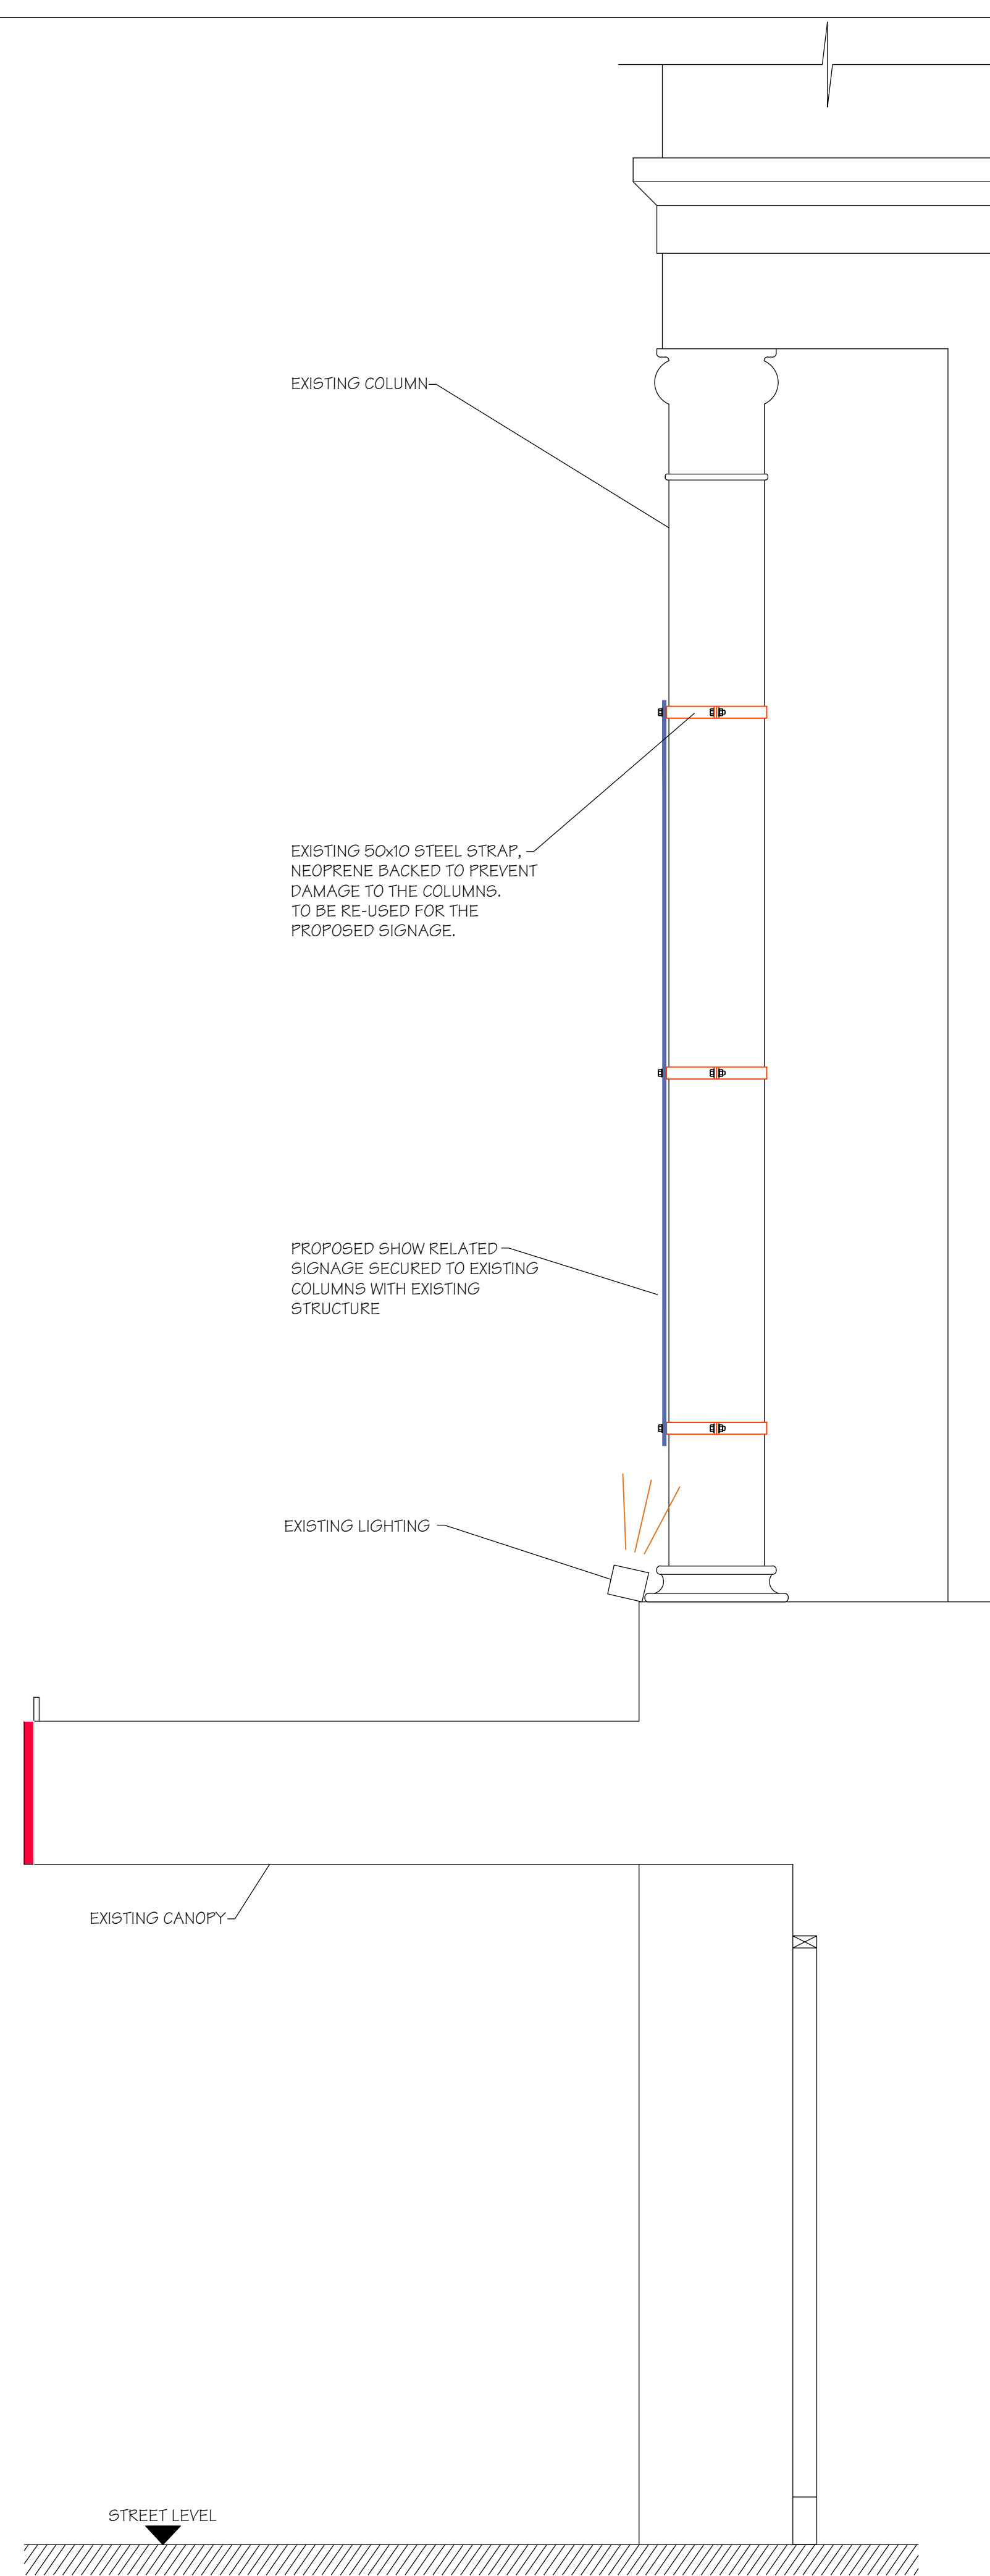 EXISTING COLUMN
EXISTING 50x10 STEEL STRAP,
NEOPRENE BACKED TO PREVENT
DAMAGE TO THE COLUMNS.
TO BE RE-USED FOR THE
PROPOSED SIGNAGE.
PROPOSED SHOW RELATED
SIGNAGE SECURED TO EXISTING
COLUMNS WITH EXISTING
STRUCTURE
EXISTING LIGHTING
EXISTING CANOPY
STREET LEVEL